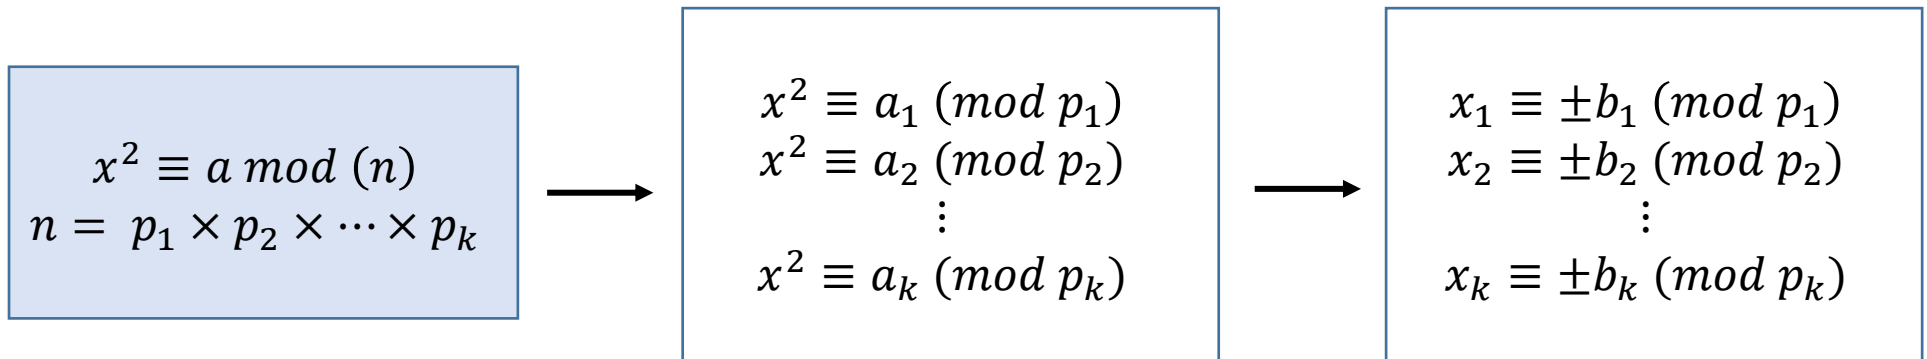 x² ≡ a mod (n)
n = p₁ × p₂ × ⋯ × pₖ
x² ≡ a₁ (mod p₁)
x² ≡ a₂ (mod p₂)
⋮
x² ≡ aₖ (mod pₖ)
x₁ ≡ ±b₁ (mod p₁)
x₂ ≡ ±b₂ (mod p₂)
⋮
xₖ ≡ ±bₖ (mod pₖ)